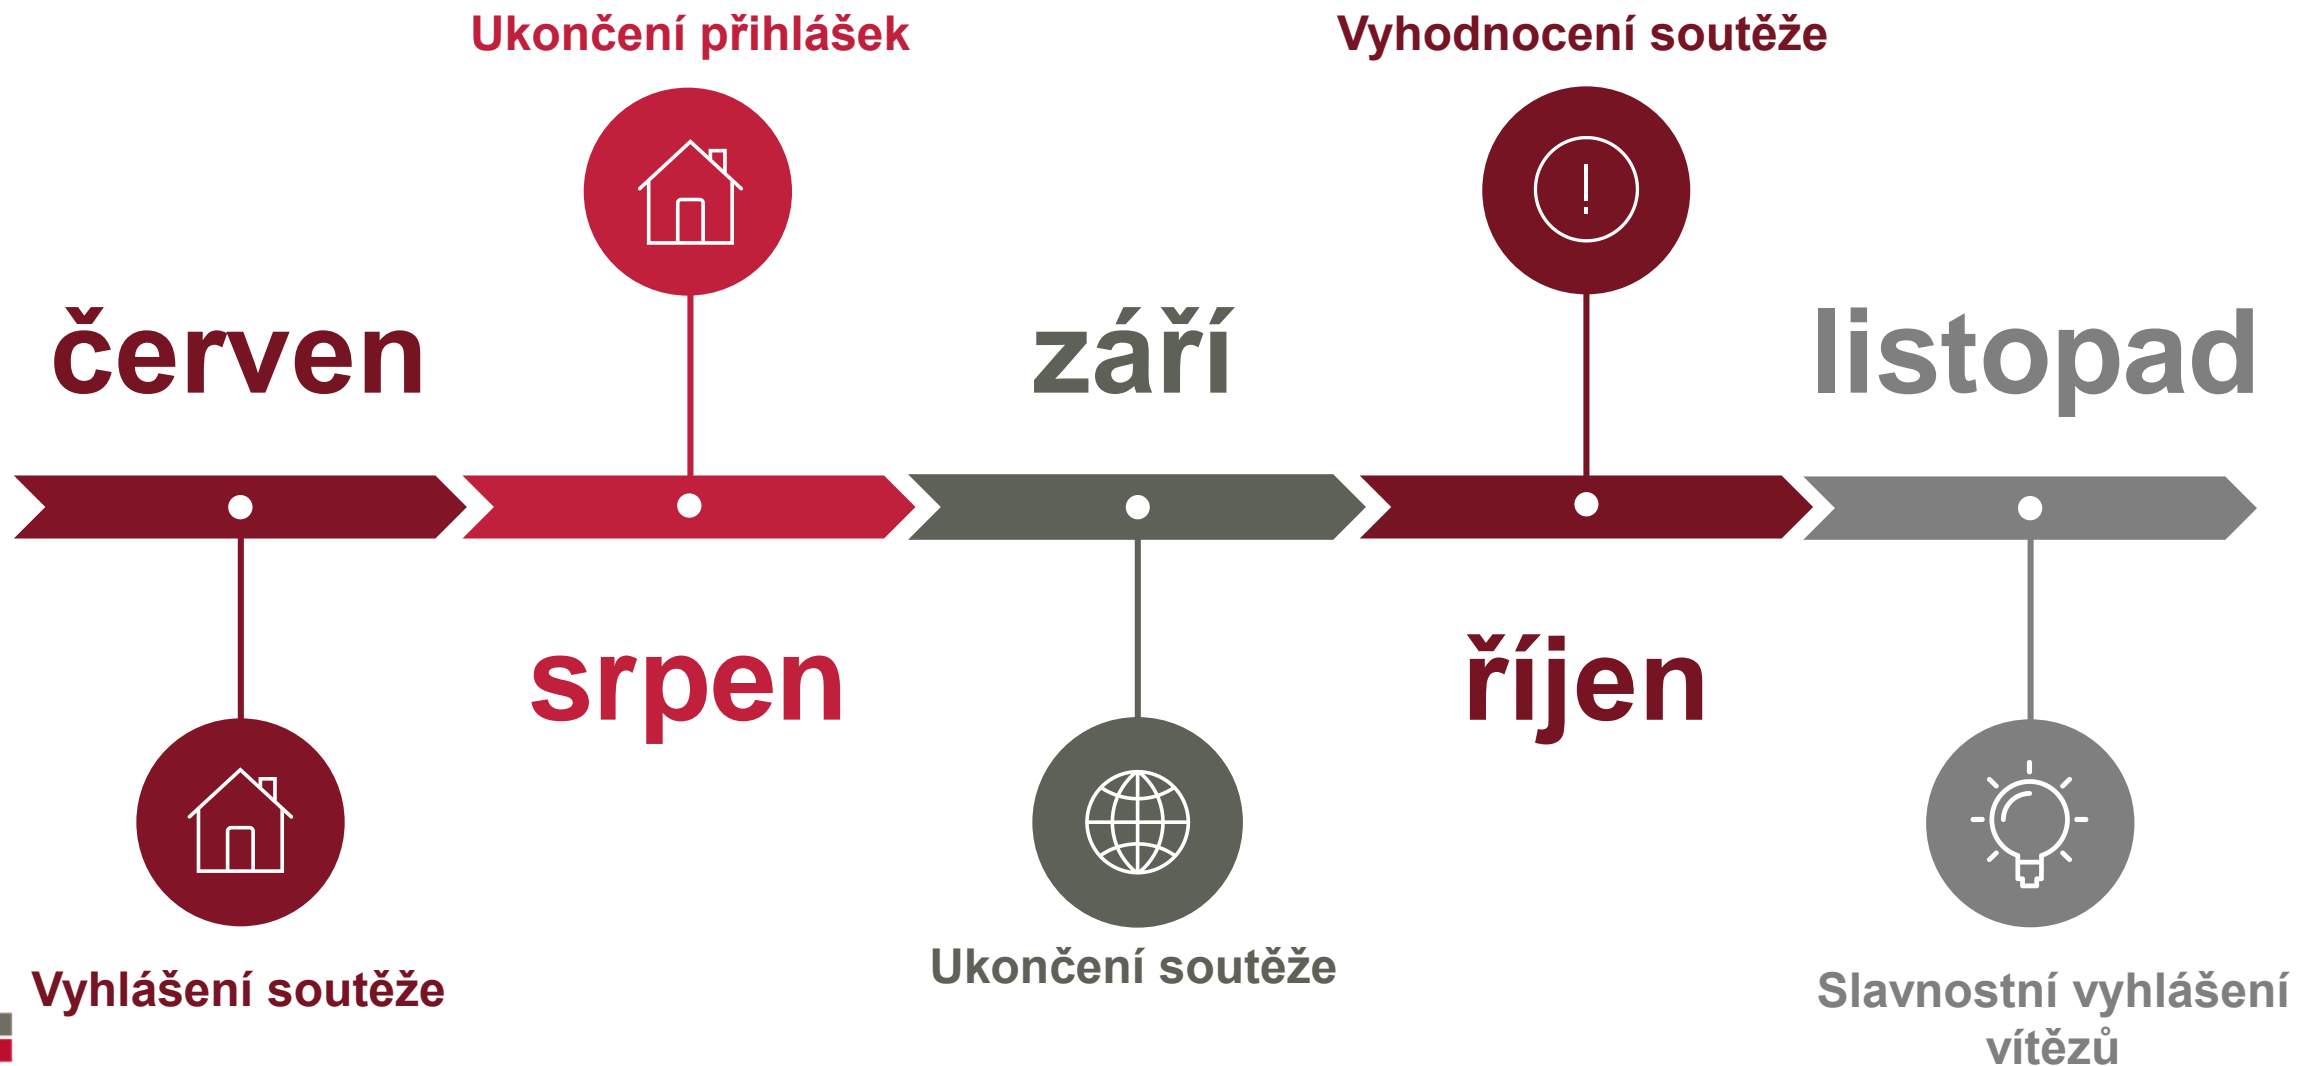 Ukončení přihlášek
Vyhodnocení soutěže
červen
září
listopad
srpen
říjen
Vyhlášení soutěže
Ukončení soutěže
Slavnostní vyhlášení
vítězů